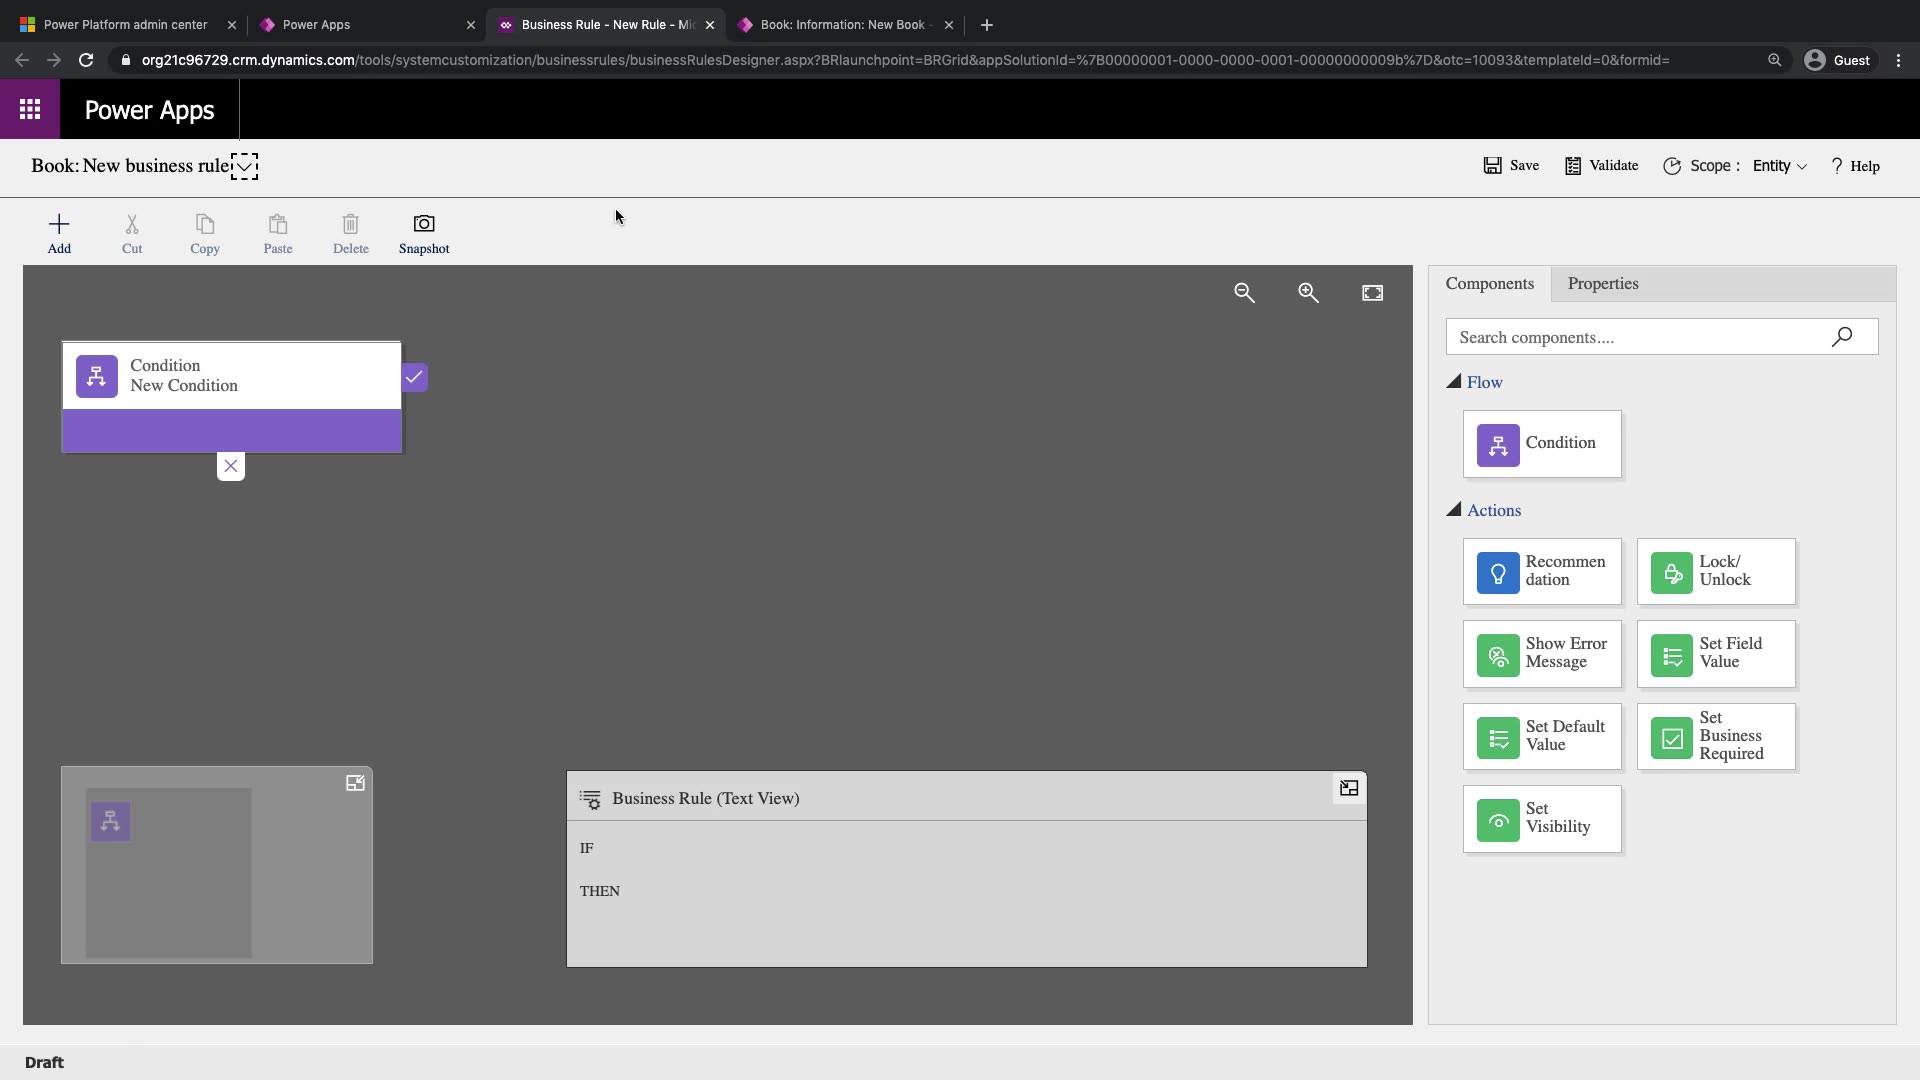 Power Platform admin center
Power Apps
Business Rule - New Rule - Mi
Book: Information: New Book -
org21c96729.crm.dynamics.com/tools/systemcustomization/businessrules/businessRulesDesigner.aspx?BRlaunchpoint=BRGrid&appSolutionId=%7B00000001-0000-0000-0001-00000000009b%7D&otc=10093&templateId=0&formid=
Guest
Power Apps
Book: New business rule
Save
Validate
Scope :
Entity
? Help
Add
Cut
Copy
Paste
Delete
Snapshot
Components
Properties
Search components....
Condition
New Condition
Flow
Condition
Actions
Recommen
dation
Lock/
Unlock
Show Error
Message
Set Field
Value
Set Default
Value
Set
Business
Required
Set
Visibility
Business Rule (Text View)
IF
THEN
Draft